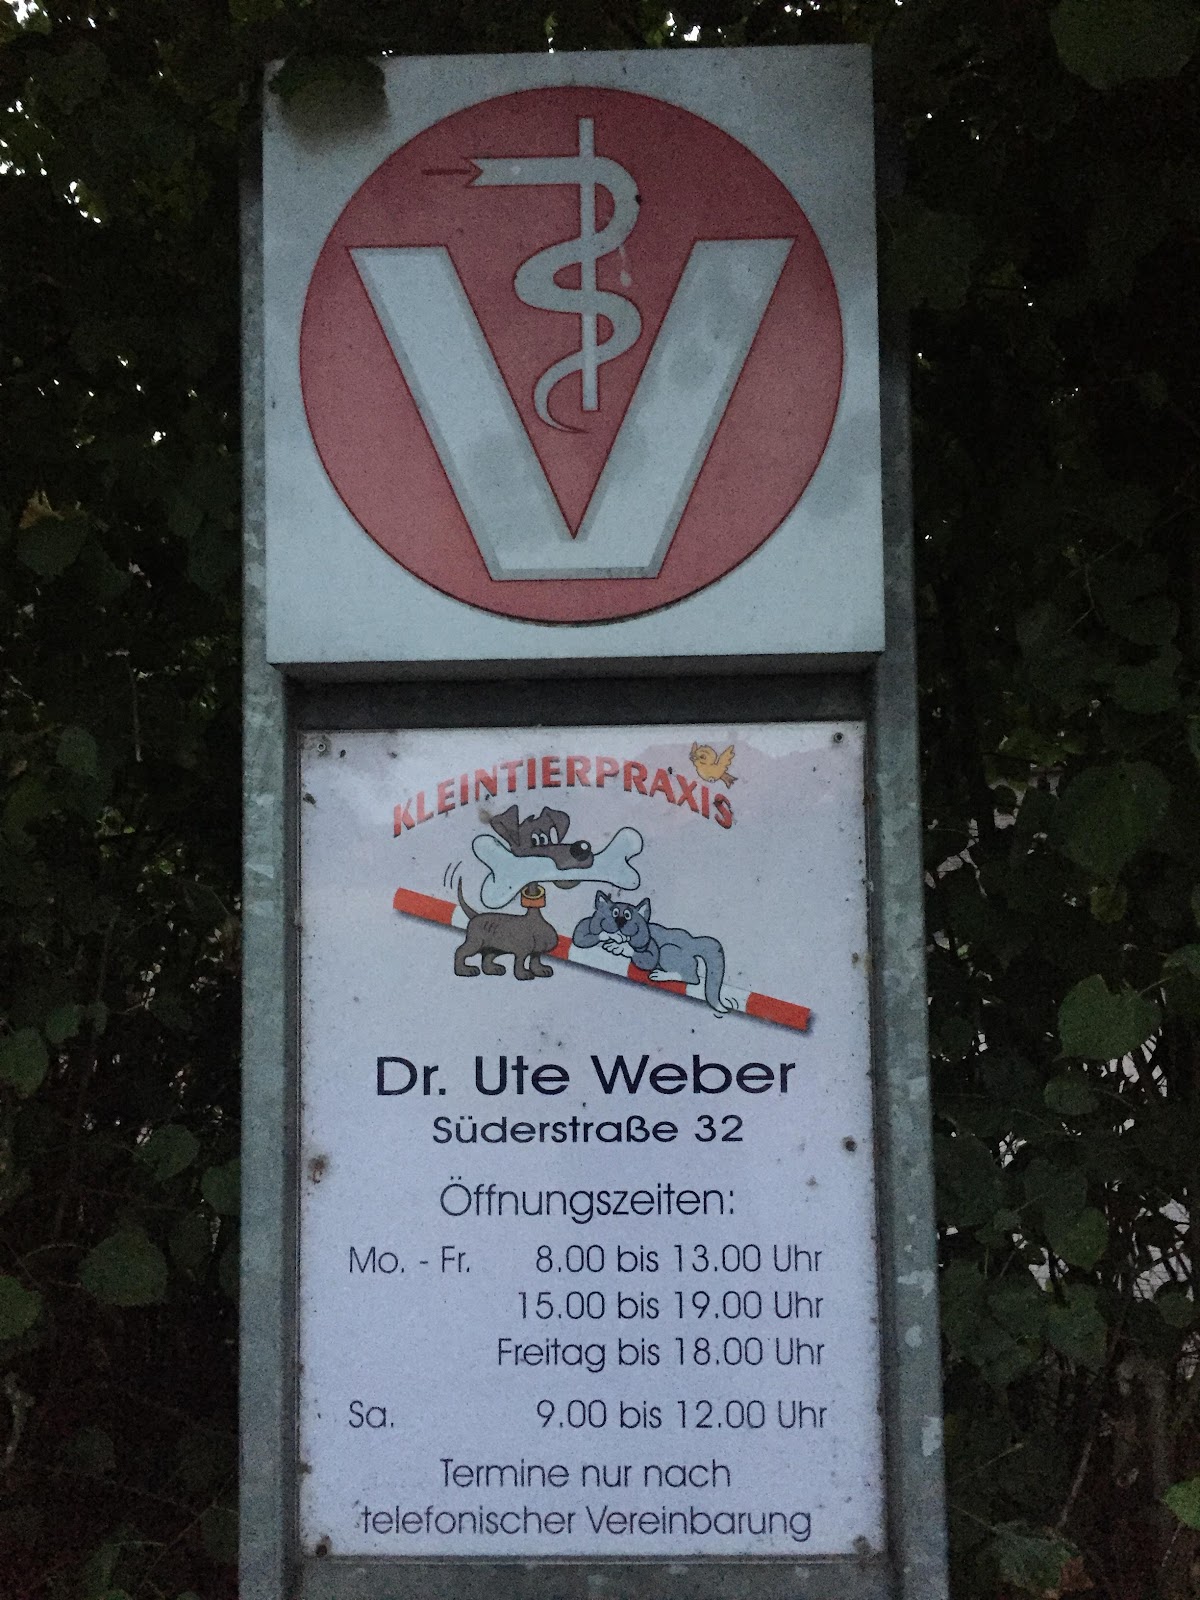 V
KLEINTIERPRAXIS
Dr. Ute Weber
Süderstraße 32
Öffnungszeiten:
Mo. - Fr. 8.00 bis 13.00 Uhr
15.00 bis 19.00 Uhr
Freitag bis 18.00 Uhr
Sa. 9.00 bis 12.00 Uhr
Termine nur nach
telefonischer Vereinbarung